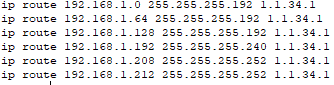 ip route 192.168.1.0 255.255.255.192 1.1.34.1
ip route 192.168.1.64 255.255.255.192 1.1.34.1
ip route 192.168.1.128 255.255.255.192 1.1.34.1
ip route 192.168.1.192 255.255.255.240 1.1.34.1
ip route 192.168.1.208 255.255.255.252 1.1.34.1
ip route 192.168.1.212 255.255.255.252 1.1.34.1